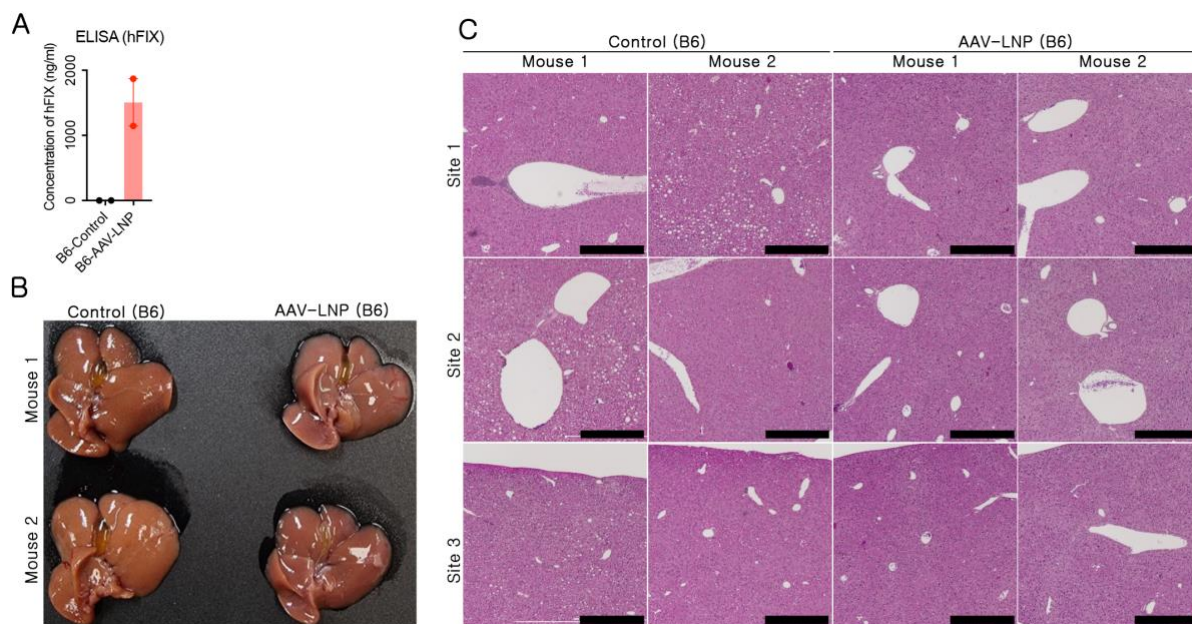 A
ELISA (hFIX)
Concentration of hFIX (ng/ml)
2000
1000
0
B6-Control
B6-AAV-LNP
B
Control (B6)
AAV-LNP (B6)
Mouse 1
Mouse 2
C
Control (B6)
AAV-LNP (B6)
Mouse 1
Mouse 2
Mouse 1
Mouse 2
Site 1
Site 2
Site 3